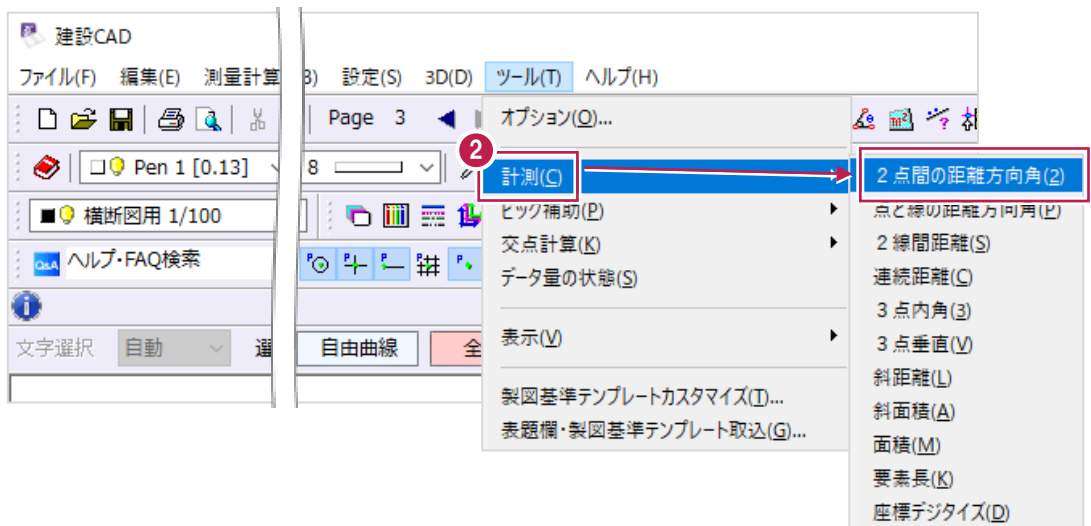 建設CAD
ファイル(F) 編集(E) 測量計算 B) 設定(S) 3D(D) ツール(T) ヘルプ(H)
Page 3
Pen 1 [0.13] 8
横断図用 1/100
Q&A ヘルプ・FAQ検索
文字選択 自動 選 自由曲線 全
オプション(O)...
2
計測(C)
ピック補助(P)
交点計算(K)
データ量の状態(S)
表示(V)
製図基準テンプレートカスタマイズ(T)...
表題欄・製図基準テンプレート取込(G)...
2点間の距離方向角(2)
点と線の距離方向角(P)
2線間距離(S)
連続距離(C)
3点内角(3)
3点垂直(V)
斜距離(L)
斜面積(A)
面積(M)
要素長(K)
座標デジタイズ(D)